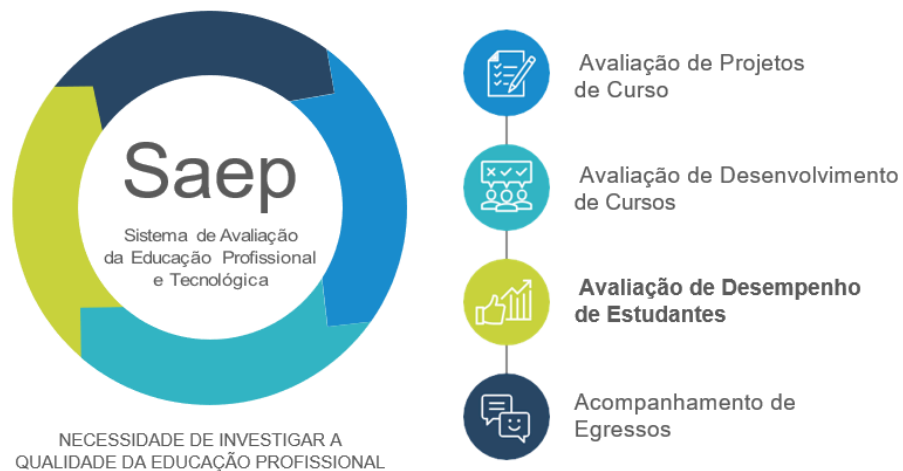 Saep
Sistema de Avaliação
da Educação Profissional
e Tecnológica
NECESSIDADE DE INVESTIGAR A
QUALIDADE DA EDUCAÇÃO PROFISSIONAL
Avaliação de Projetos
de Curso
Avaliação de Desenvolvimento
de Cursos
Avaliação de Desempenho
de Estudantes
Acompanhamento de
Egressos